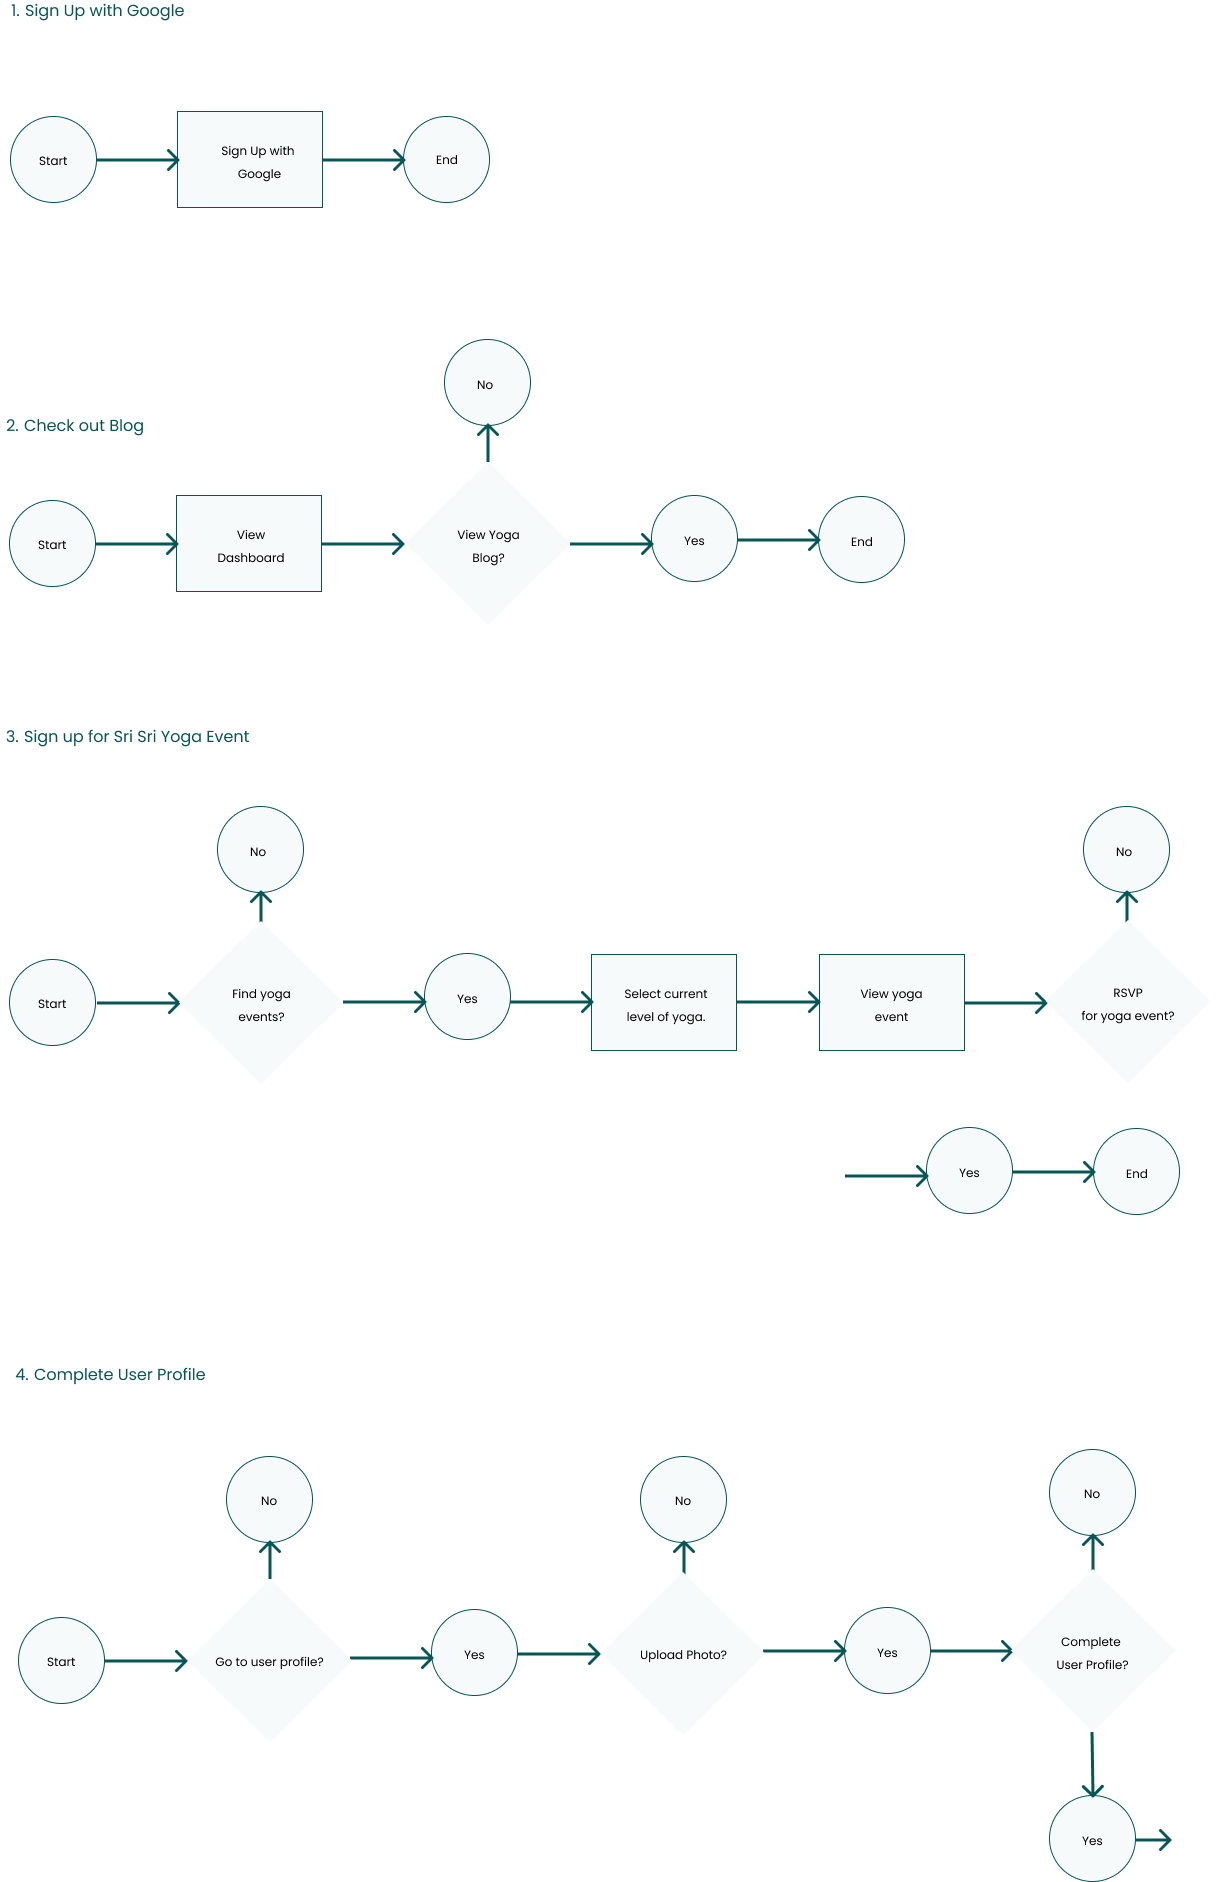 1. Sign Up with Google
Start
Sign Up with
Google
End
No
2. Check out Blog
Start
View
Dashboard
View Yoga
Blog?
Yes
End
3. Sign up for Sri Sri Yoga Event
No
No
Start
Find yoga
events?
Yes
Select current
level of yoga.
View yoga
event
RSVP
for yoga event?
Yes
End
4. Complete User Profile
No
No
No
Start
Go to user profile?
Yes
Upload Photo?
Yes
Complete
User Profile?
Yes